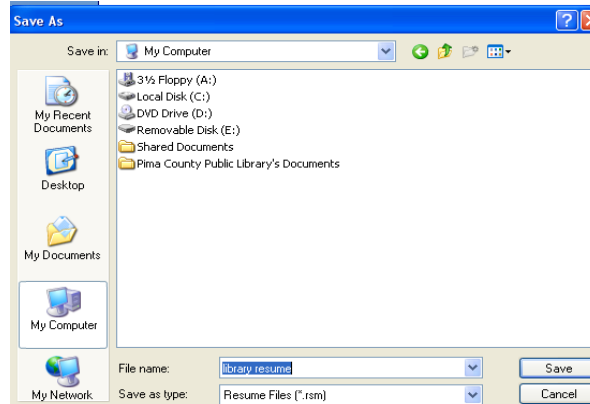 Save As
Save in:
My Computer
My Recent
Documents
Desktop
My Documents
My Computer
My Network
3½ Floppy (A:)
Local Disk (C:)
DVD Drive (D:)
Removable Disk (E:)
Shared Documents
Pima County Public Library's Documents
File name:
library resume
Save
Save as type:
Resume Files (*.rsm)
Cancel